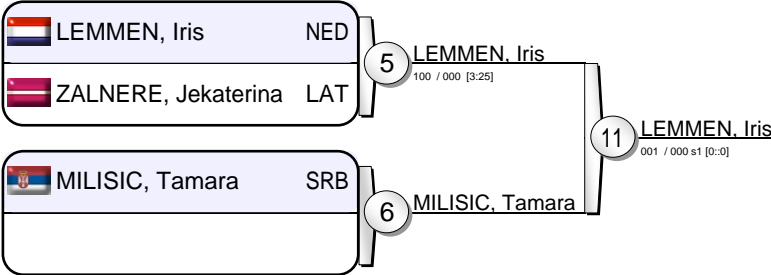 LEMMEN, Iris NED
ZALNERE, Jekaterina LAT
5
LEMMEN, Iris
100 / 000 [3:25]
MILISIC, Tamara SRB
6
MILISIC, Tamara
11
LEMMEN, Iris
001 / 000 s1 [0::0]